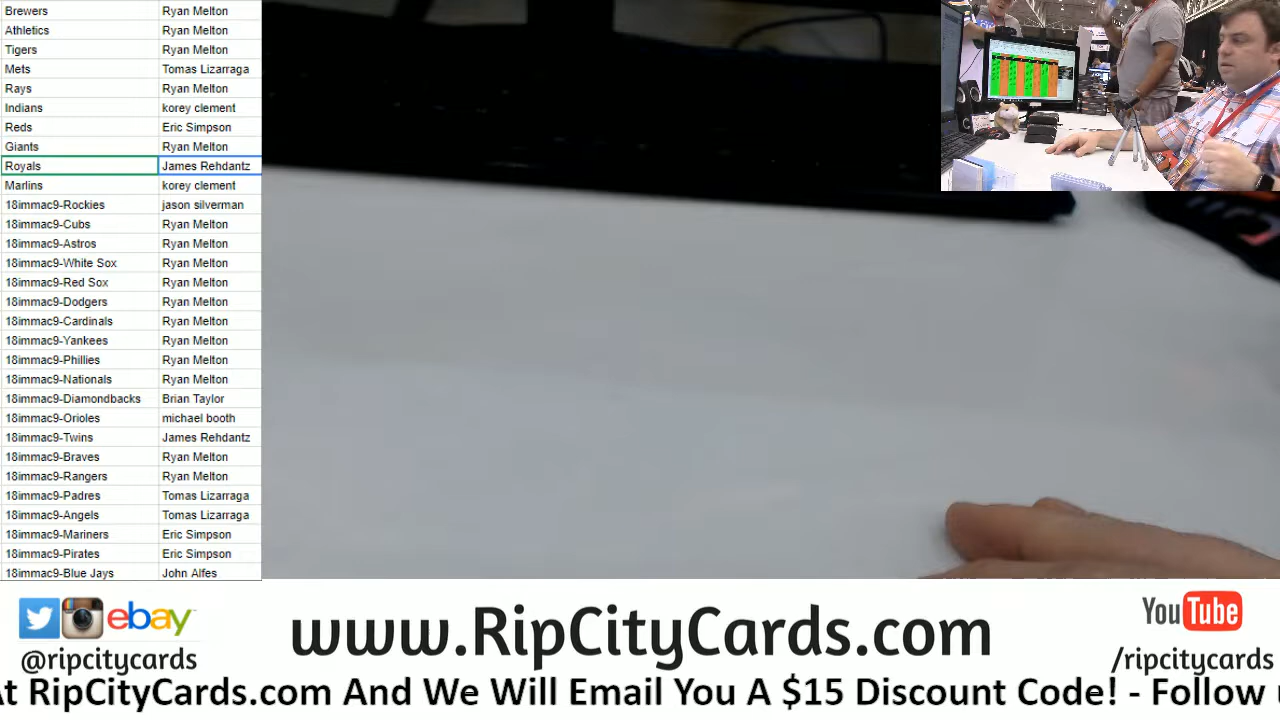 Brewers Ryan Melton
Athletics Ryan Melton
Tigers Ryan Melton
Mets Tomas Lizarraga
Rays Ryan Melton
Indians korey clement
Reds Eric Simpson
Giants Ryan Melton
Royals James Rehdantz
Marlins korey clement
18immac9-Rockies jason silverman
18immac9-Cubs Ryan Melton
18immac9-Astros Ryan Melton
18immac9-White Sox Ryan Melton
18immac9-Red Sox Ryan Melton
18immac9-Dodgers Ryan Melton
18immac9-Cardinals Ryan Melton
18immac9-Yankees Ryan Melton
18immac9-Phillies Ryan Melton
18immac9-Nationals Ryan Melton
18immac9-Diamondbacks Brian Taylor
18immac9-Orioles michael booth
18immac9-Twins James Rehdantz
18immac9-Braves Ryan Melton
18immac9-Rangers Ryan Melton
18immac9-Padres Tomas Lizarraga
18immac9-Angels Tomas Lizarraga
18immac9-Mariners Eric Simpson
18immac9-Pirates Eric Simpson
18immac9-Blue Jays John Alfes
ebay
@ripcitycards
www.RipCityCards.com
YouTube
/ripcitycards
At RipCityCards.com And We Will Email You A $15 Discount Code! - Follow